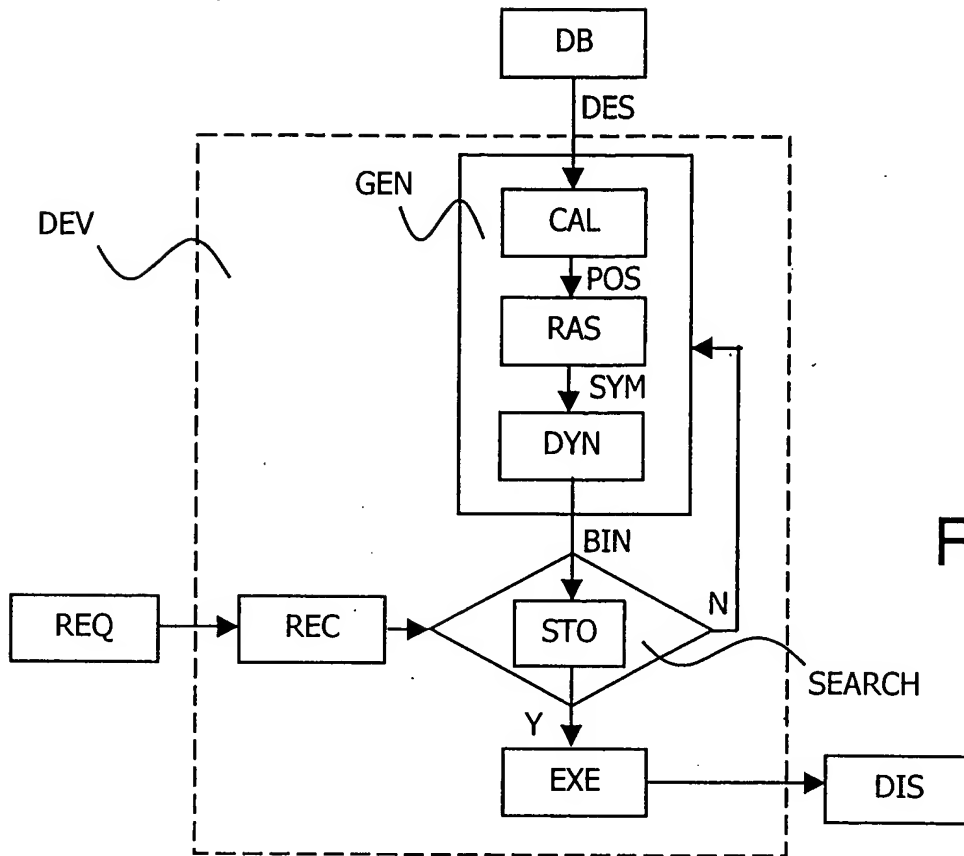 DB
DES
GEN
CAL
DEV
POS
RAS
SYM
DYN
BIN
F
N
REQ
REC
STO
SEARCH
Y
EXE
DIS